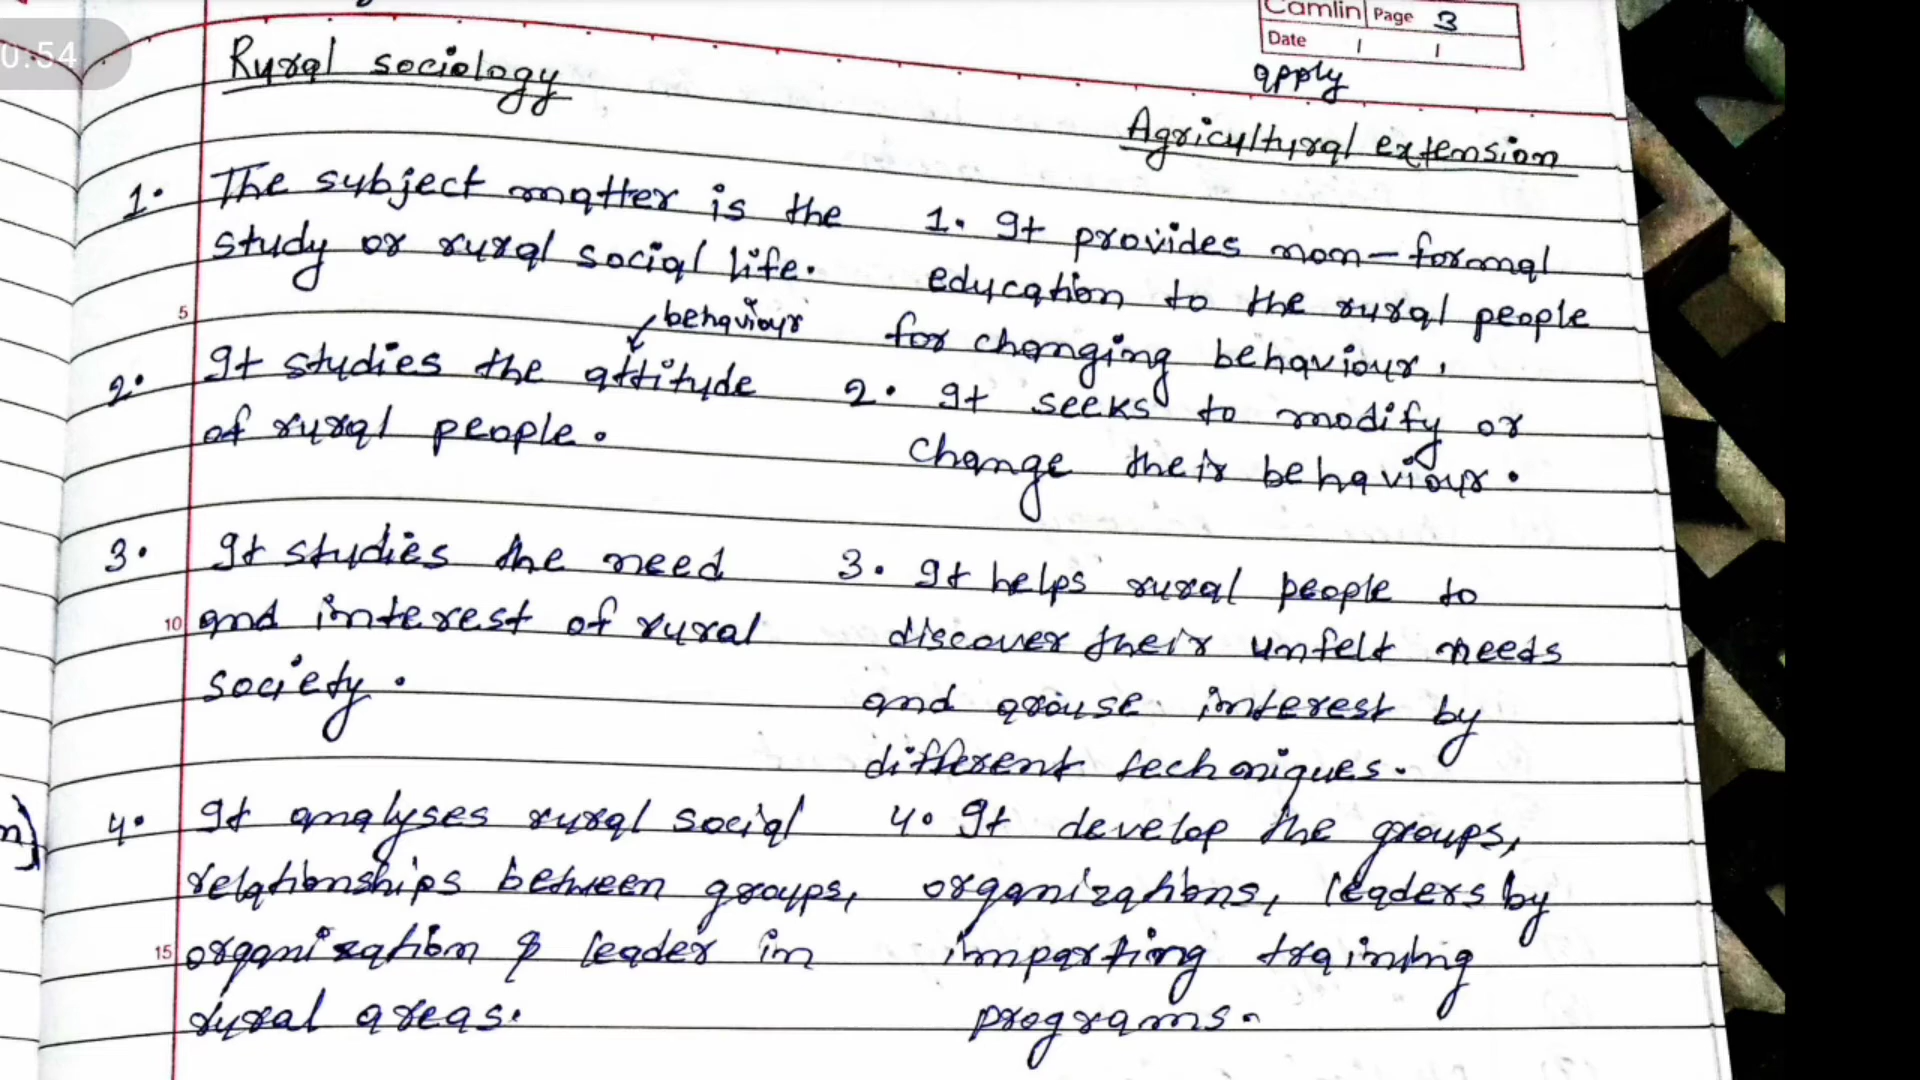 0:54
Camlin Page 3
Date / /
apply
Rural sociology
Agricultural extension
1. The subject matter is the
study or rural social life.
behaviour
2. It studies the attitude
of rural people.
3. It studies the need
and interest of rural
society.
4. It analyses rural social
relationships between groups,
organization & leader in
rural areas.
1. It provides non-formal
education to the rural people
for changing behaviour.
2. It seeks to modify or
change their behaviour.
3. It helps rural people to
discover their unfelt needs
and arouse interest by
different techniques.
4. It develop the groups,
organizations, leaders by
imparting training
programs.
5
10
15